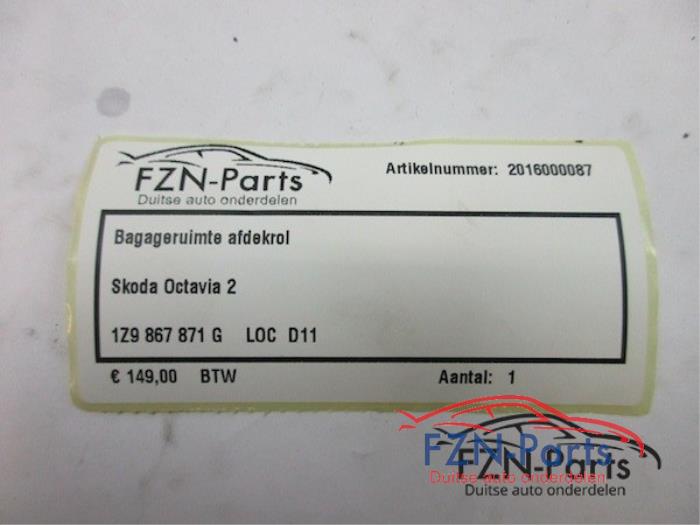 FZN-Parts
Duitse auto onderdelen
Artikelnummer: 2016000087
Bagageruimte afdekrol
Skoda Octavia 2
1Z9 867 871 G LOC D11
€ 149,00 BTW Aantal: 1
FZN-Parts
Duitse auto onderdelen
FZN-Parts
Duitse auto onderdelen